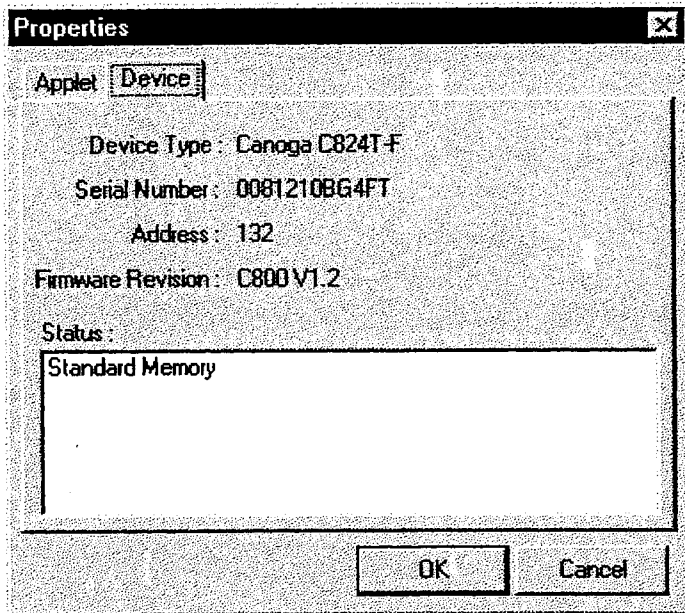 Properties
Applet Device
Device Type : Canoga C824T-F
Serial Number : 0081210BG4FT
Address : 132
Firmware Revision : C800 V1.2
Status :
Standard Memory
OK Cancel